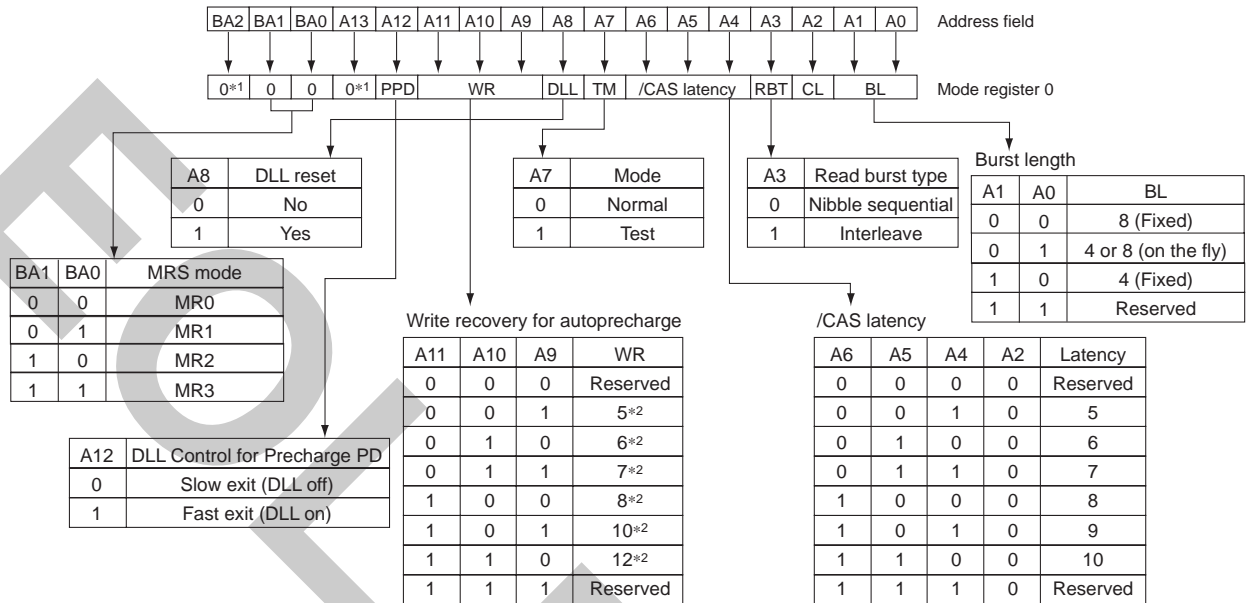 BA2 BA1 BA0 A13 A12 A11 A10 A9 A8 A7 A6 A5 A4 A3 A2 A1 A0 Address field
0*1 0 0 0*1 PPD WR DLL TM /CAS latency RBT CL BL Mode register 0
A8 DLL reset
0 No
1 Yes
A7 Mode
0 Normal
1 Test
A3 Read burst type
0 Nibble sequential
1 Interleave
Burst length
A1 A0 BL
0 0 8 (Fixed)
0 1 4 or 8 (on the fly)
1 0 4 (Fixed)
1 1 Reserved
BA1 BA0 MRS mode
0 0 MR0
0 1 MR1
1 0 MR2
1 1 MR3
A12 DLL Control for Precharge PD
0 Slow exit (DLL off)
1 Fast exit (DLL on)
Write recovery for autoprecharge
A11 A10 A9 WR
0 0 0 Reserved
0 0 1 5*2
0 1 0 6*2
0 1 1 7*2
1 0 0 8*2
1 0 1 10*2
1 1 0 12*2
1 1 1 Reserved
/CAS latency
A6 A5 A4 A2 Latency
0 0 0 0 Reserved
0 0 1 0 5
0 1 0 0 6
0 1 1 0 7
1 0 0 0 8
1 0 1 0 9
1 1 0 0 10
1 1 1 0 Reserved